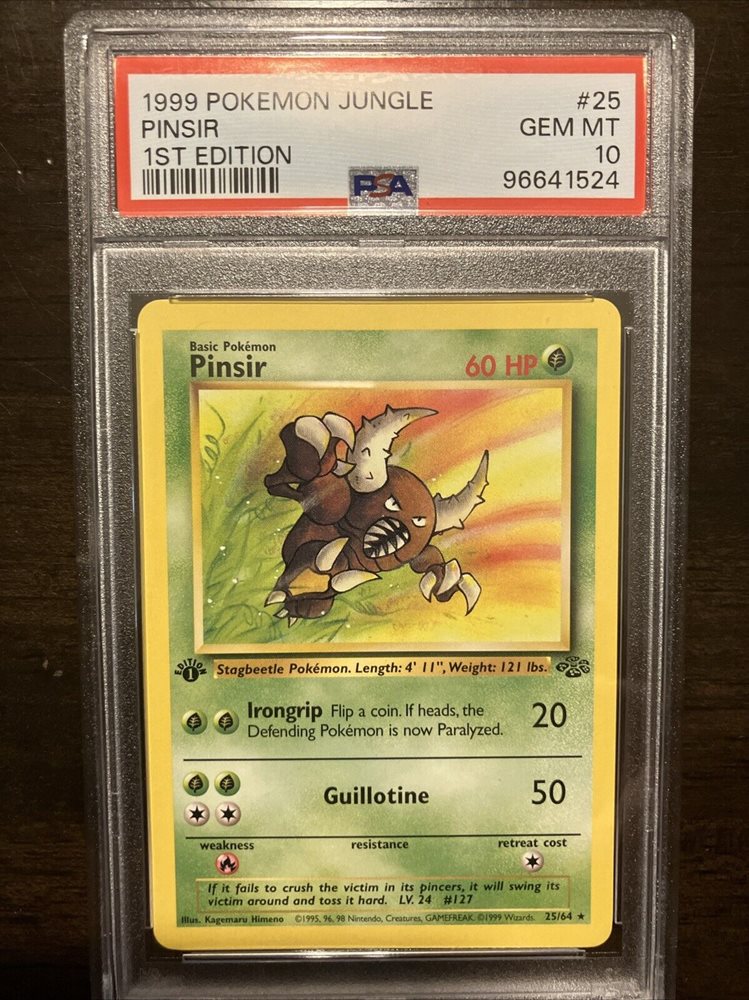 1999 POKEMON JUNGLE #25
PINSIR GEM MT
1ST EDITION 10
PSA 96641524
Basic Pokémon
Pinsir 60 HP
EDITION
1
Stagbeetle Pokémon. Length: 4' 11", Weight: 121 lbs.
Irongrip Flip a coin. If heads, the
Defending Pokémon is now Paralyzed. 20
Guillotine 50
weakness resistance retreat cost
If it fails to crush the victim in its pincers, it will swing its
victim around and toss it hard. LV. 24 #127
Illus. Kagemaru Himeno ©1995, 96, 98 Nintendo, Creatures, GAMEFREAK. ©1999 Wizards. 25/64 ★